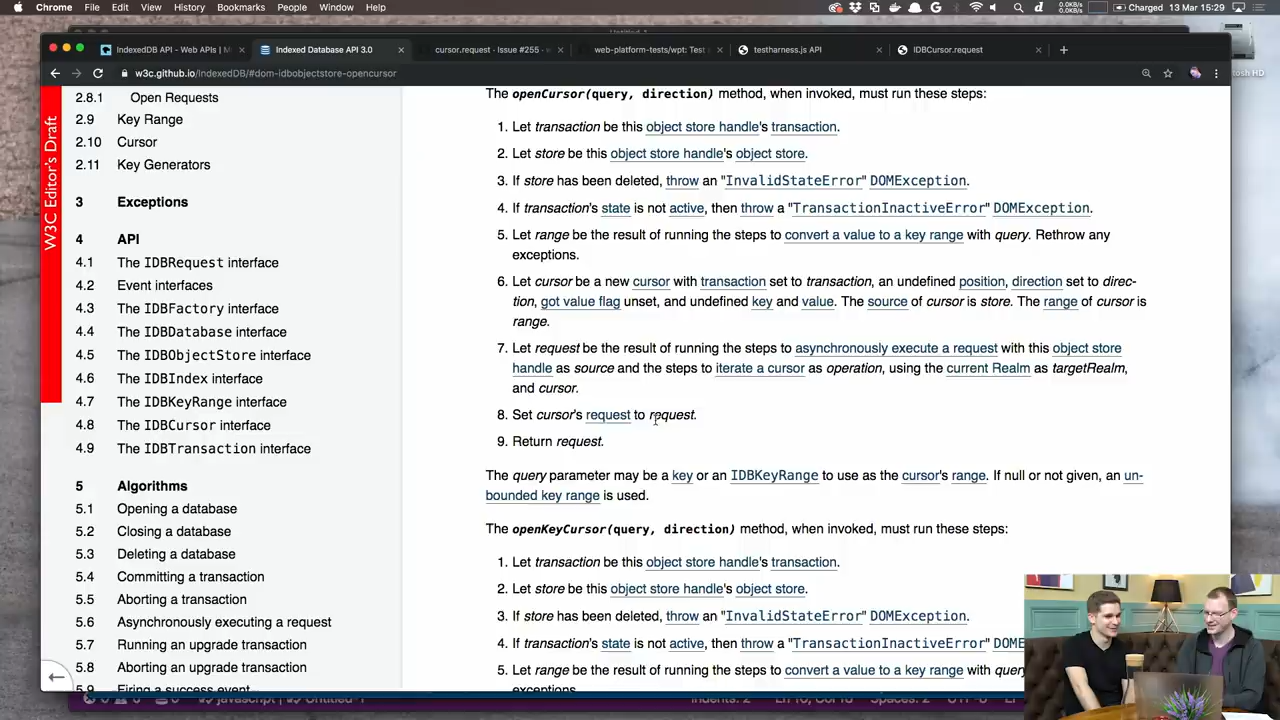 Chrome File Edit View History Bookmarks People Window Help
0.0KB/s
0.0KB/s
Charged 13 Mar 15:29
Untitled-1
IndexedDB API - Web APIs | M
Indexed Database API 3.0
cursor.request · Issue #255 · w
web-platform-tests/wpt: Test
testharness.js API
IDBCursor.request
w3c.github.io/IndexedDB/#dom-idbobjectstore-opencursor
tosh HD
W3C Editor's Draft
2.8.1 Open Requests
2.9 Key Range
2.10 Cursor
2.11 Key Generators
3 Exceptions
4 API
4.1 The IDBRequest interface
4.2 Event interfaces
4.3 The IDBFactory interface
4.4 The IDBDatabase interface
4.5 The IDBObjectStore interface
4.6 The IDBIndex interface
4.7 The IDBKeyRange interface
4.8 The IDBCursor interface
4.9 The IDBTransaction interface
5 Algorithms
5.1 Opening a database
5.2 Closing a database
5.3 Deleting a database
5.4 Committing a transaction
5.5 Aborting a transaction
5.6 Asynchronously executing a request
5.7 Running an upgrade transaction
5.8 Aborting an upgrade transaction
5.9 Firing a success event
The openCursor(query, direction) method, when invoked, must run these steps:
1. Let transaction be this object store handle's transaction.
2. Let store be this object store handle's object store.
3. If store has been deleted, throw an "InvalidStateError" DOMException.
4. If transaction's state is not active, then throw a "TransactionInactiveError" DOMException.
5. Let range be the result of running the steps to convert a value to a key range with query. Rethrow any
exceptions.
6. Let cursor be a new cursor with transaction set to transaction, an undefined position, direction set to direc-
tion, got value flag unset, and undefined key and value. The source of cursor is store. The range of cursor is
range.
7. Let request be the result of running the steps to asynchronously execute a request with this object store
handle as source and the steps to iterate a cursor as operation, using the current Realm as targetRealm,
and cursor.
8. Set cursor's request to request.
9. Return request.
The query parameter may be a key or an IDBKeyRange to use as the cursor's range. If null or not given, an un-
bounded key range is used.
The openKeyCursor(query, direction) method, when invoked, must run these steps:
1. Let transaction be this object store handle's transaction.
2. Let store be this object store handle's object store.
3. If store has been deleted, throw an "InvalidStateError" DOMException.
4. If transaction's state is not active, then throw a "TransactionInactiveError" DOME
5. Let range be the result of running the steps to convert a value to a key range with query
exceptions.